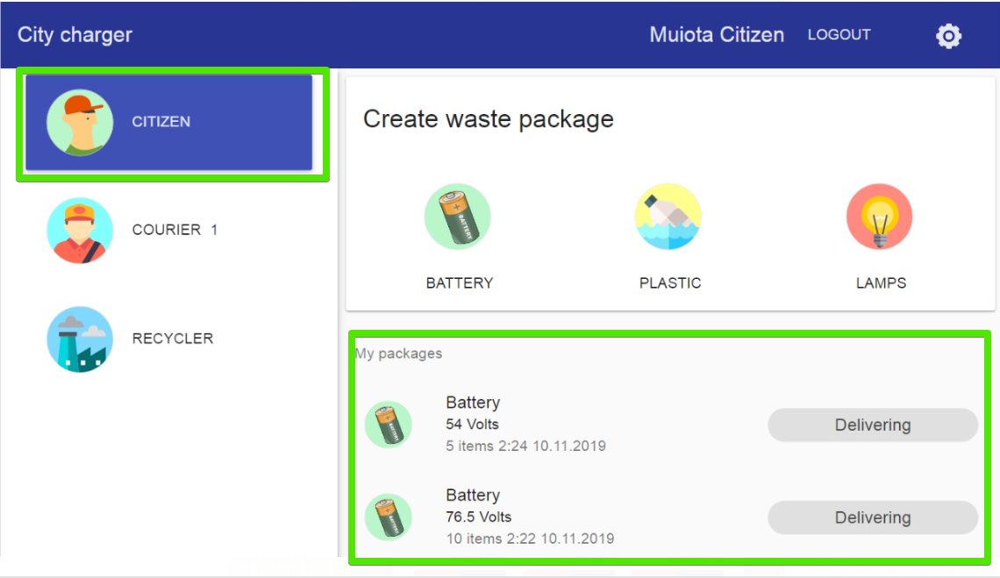 City charger
Muiota Citizen LOGOUT
CITIZEN
COURIER 1
RECYCLER
Create waste package
BATTERY PLASTIC LAMPS
My packages
Battery
54 Volts
5 items 2:24 10.11.2019
Delivering
Battery
76.5 Volts
10 items 2:22 10.11.2019
Delivering